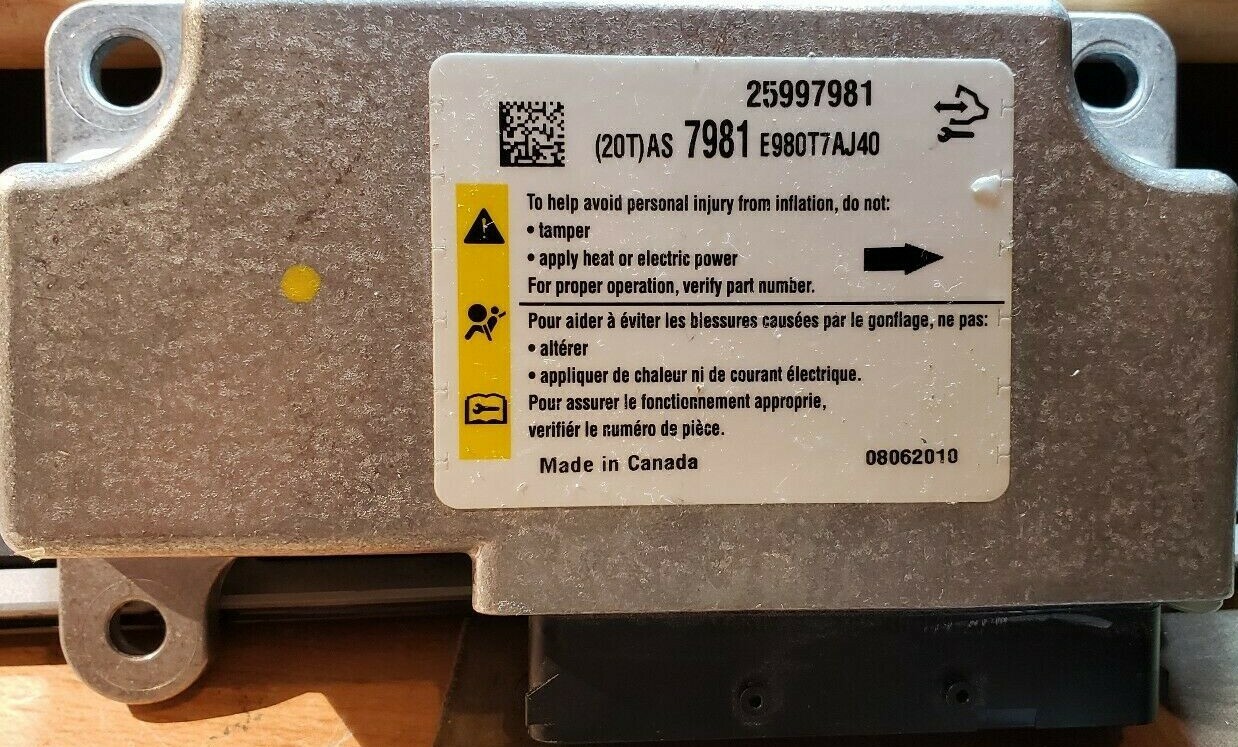 25997981
(20T)AS 7981 E980T7AJ40
To help avoid personal injury from inflation, do not:
• tamper
• apply heat or electric power
For proper operation, verify part number.
Pour aider à éviter les blessures causées par le gonflage, ne pas:
• altérer
• appliquer de chaleur ni de courant électrique.
Pour assurer le fonctionnement approprie,
verifiér le numéro de pièce.
Made in Canada 08062010